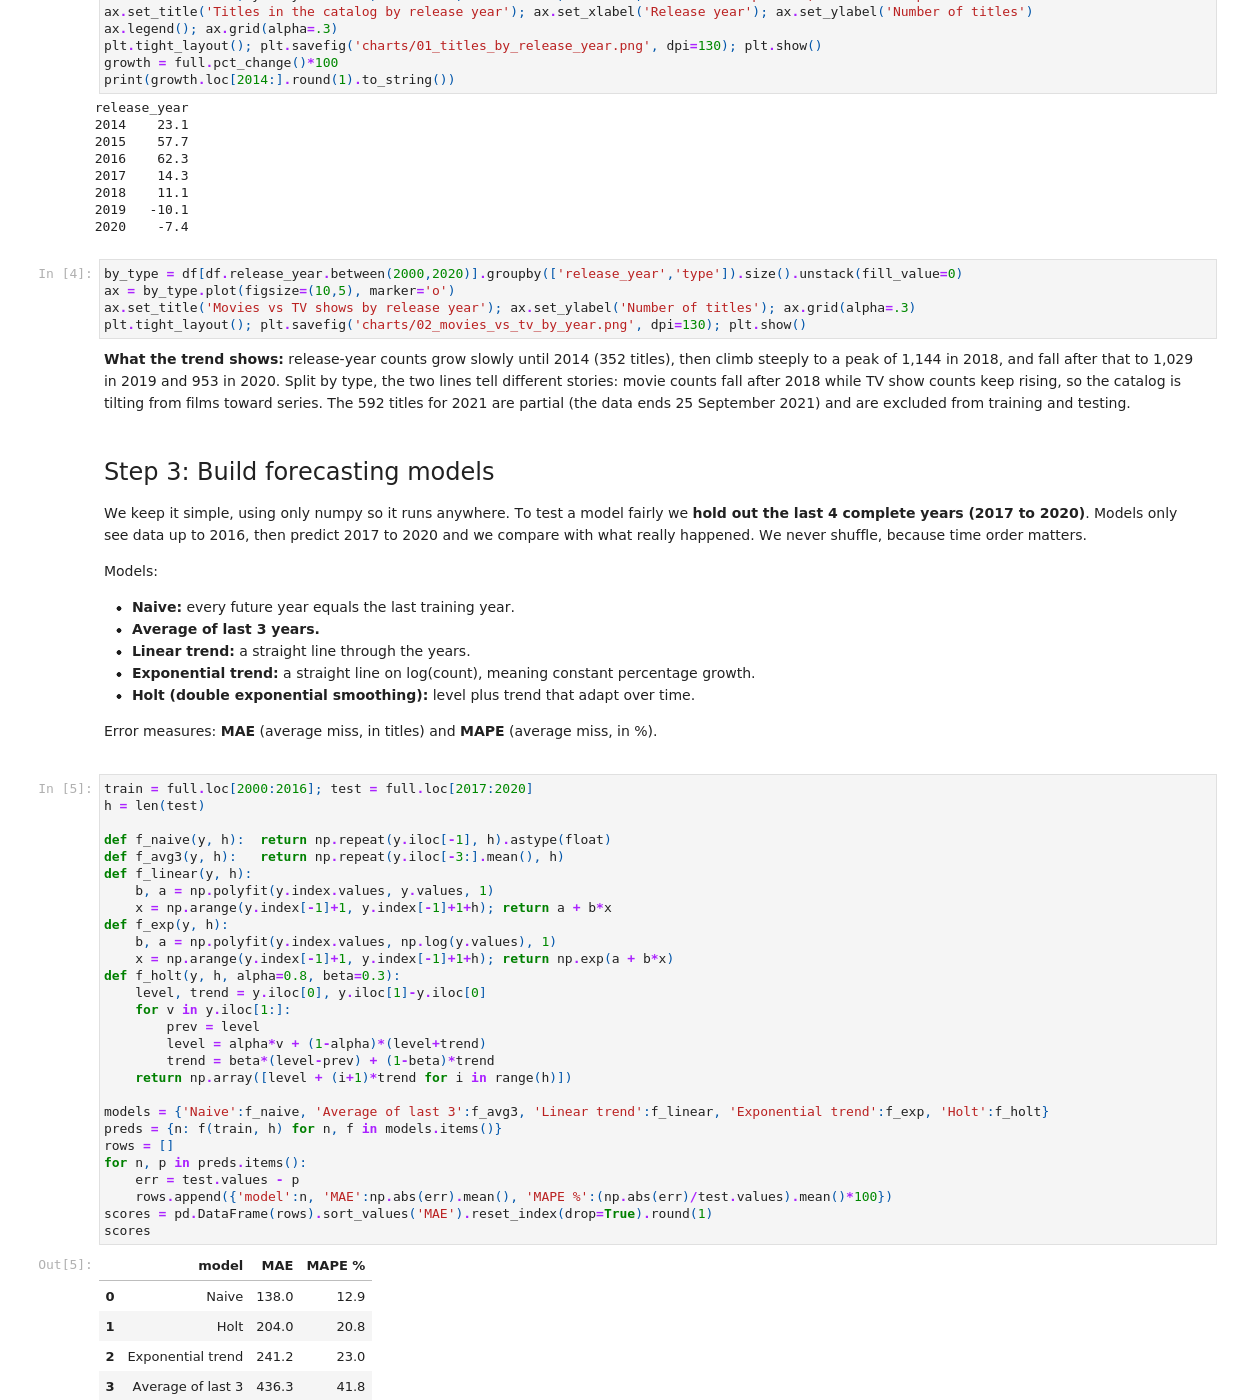 ax.set_title('Titles in the catalog by release year'); ax.set_xlabel('Release year'); ax.set_ylabel('Number of titles')
ax.legend(); ax.grid(alpha=.3)
plt.tight_layout(); plt.savefig('charts/01_titles_by_release_year.png', dpi=130); plt.show()
growth = full.pct_change()*100
print(growth.loc[2014:].round(1).to_string())
release_year
2014    23.1
2015    57.7
2016    62.3
2017    14.3
2018    11.1
2019   -10.1
2020    -7.4
In [4]: by_type = df[df.release_year.between(2000,2020)].groupby(['release_year','type']).size().unstack(fill_value=0)
ax = by_type.plot(figsize=(10,5), marker='o')
ax.set_title('Movies vs TV shows by release year'); ax.set_ylabel('Number of titles'); ax.grid(alpha=.3)
plt.tight_layout(); plt.savefig('charts/02_movies_vs_tv_by_year.png', dpi=130); plt.show()
What the trend shows: release-year counts grow slowly until 2014 (352 titles), then climb steeply to a peak of 1,144 in 2018, and fall after that to 1,029
in 2019 and 953 in 2020. Split by type, the two lines tell different stories: movie counts fall after 2018 while TV show counts keep rising, so the catalog is
tilting from films toward series. The 592 titles for 2021 are partial (the data ends 25 September 2021) and are excluded from training and testing.
Step 3: Build forecasting models
We keep it simple, using only numpy so it runs anywhere. To test a model fairly we hold out the last 4 complete years (2017 to 2020). Models only
see data up to 2016, then predict 2017 to 2020 and we compare with what really happened. We never shuffle, because time order matters.
Models:
• Naive: every future year equals the last training year.
• Average of last 3 years.
• Linear trend: a straight line through the years.
• Exponential trend: a straight line on log(count), meaning constant percentage growth.
• Holt (double exponential smoothing): level plus trend that adapt over time.
Error measures: MAE (average miss, in titles) and MAPE (average miss, in %).
In [5]: train = full.loc[2000:2016]; test = full.loc[2017:2020]
h = len(test)
def f_naive(y, h):  return np.repeat(y.iloc[-1], h).astype(float)
def f_avg3(y, h):   return np.repeat(y.iloc[-3:].mean(), h)
def f_linear(y, h):
    b, a = np.polyfit(y.index.values, y.values, 1)
    x = np.arange(y.index[-1]+1, y.index[-1]+1+h); return a + b*x
def f_exp(y, h):
    b, a = np.polyfit(y.index.values, np.log(y.values), 1)
    x = np.arange(y.index[-1]+1, y.index[-1]+1+h); return np.exp(a + b*x)
def f_holt(y, h, alpha=0.8, beta=0.3):
    level, trend = y.iloc[0], y.iloc[1]-y.iloc[0]
    for v in y.iloc[1:]:
        prev = level
        level = alpha*v + (1-alpha)*(level+trend)
        trend = beta*(level-prev) + (1-beta)*trend
    return np.array([level + (i+1)*trend for i in range(h)])
models = {'Naive':f_naive, 'Average of last 3':f_avg3, 'Linear trend':f_linear, 'Exponential trend':f_exp, 'Holt':f_holt}
preds = {n: f(train, h) for n, f in models.items()}
rows = []
for n, p in preds.items():
    err = test.values - p
    rows.append({'model':n, 'MAE':np.abs(err).mean(), 'MAPE %':(np.abs(err)/test.values).mean()*100})
scores = pd.DataFrame(rows).sort_values('MAE').reset_index(drop=True).round(1)
scores
Out[5]: model MAE MAPE %
0 Naive 138.0 12.9
1 Holt 204.0 20.8
2 Exponential trend 241.2 23.0
3 Average of last 3 436.3 41.8